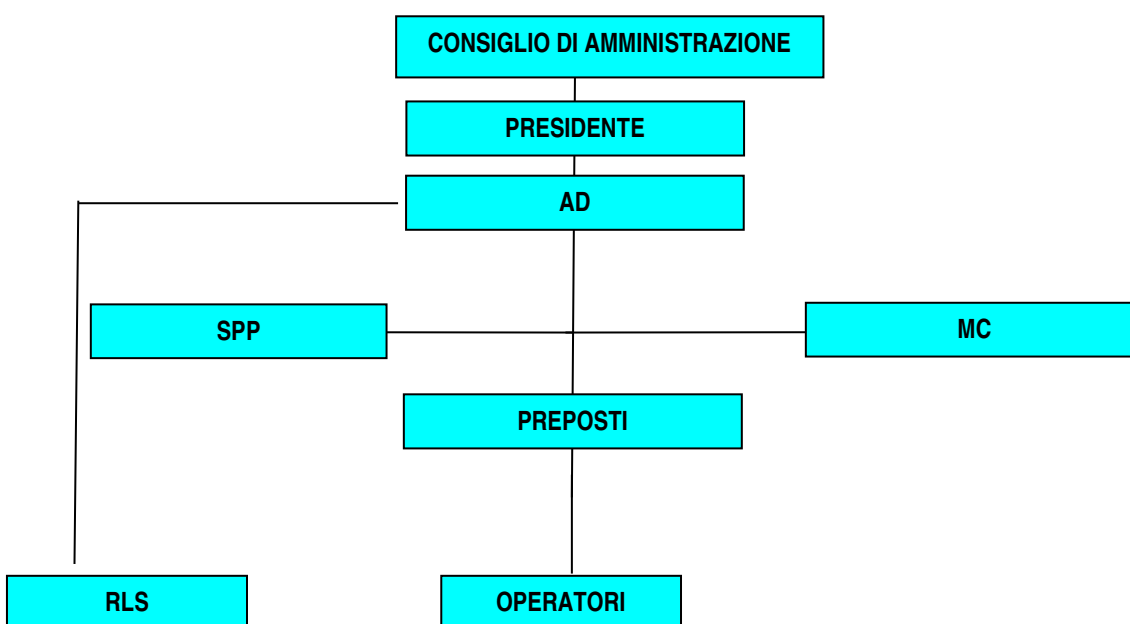 CONSIGLIO DI AMMINISTRAZIONE
PRESIDENTE
AD
SPP
MC
PREPOSTI
RLS
OPERATORI